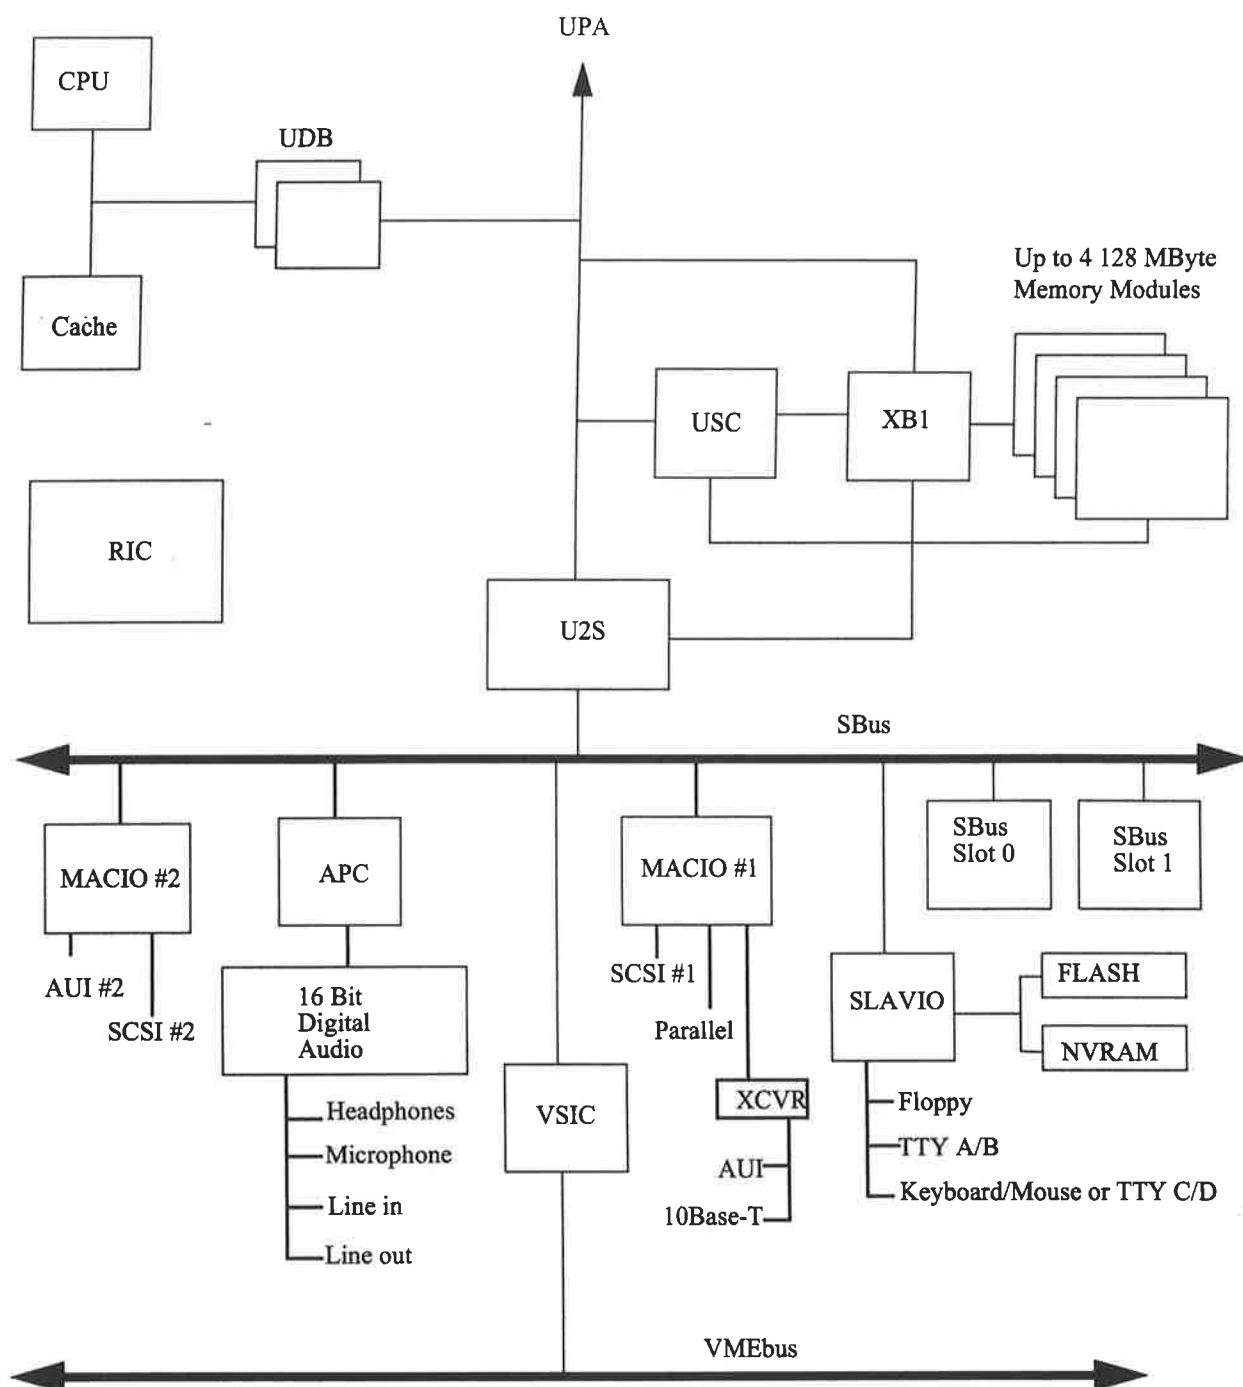 UPA
CPU
UDB
Up to 4 128 MByte
Memory Modules
Cache
USC
XB1
RIC
U2S
SBus
MACIO #2
APC
MACIO #1
SBus
Slot 0
SBus
Slot 1
AUI #2
SCSI #2
16 Bit
Digital
Audio
SCSI #1
Parallel
SLAVIO
FLASH
NVRAM
Headphones
Microphone
Line in
Line out
VSIC
XCVR
AUI
10Base-T
Floppy
TTY A/B
Keyboard/Mouse or TTY C/D
VMEbus